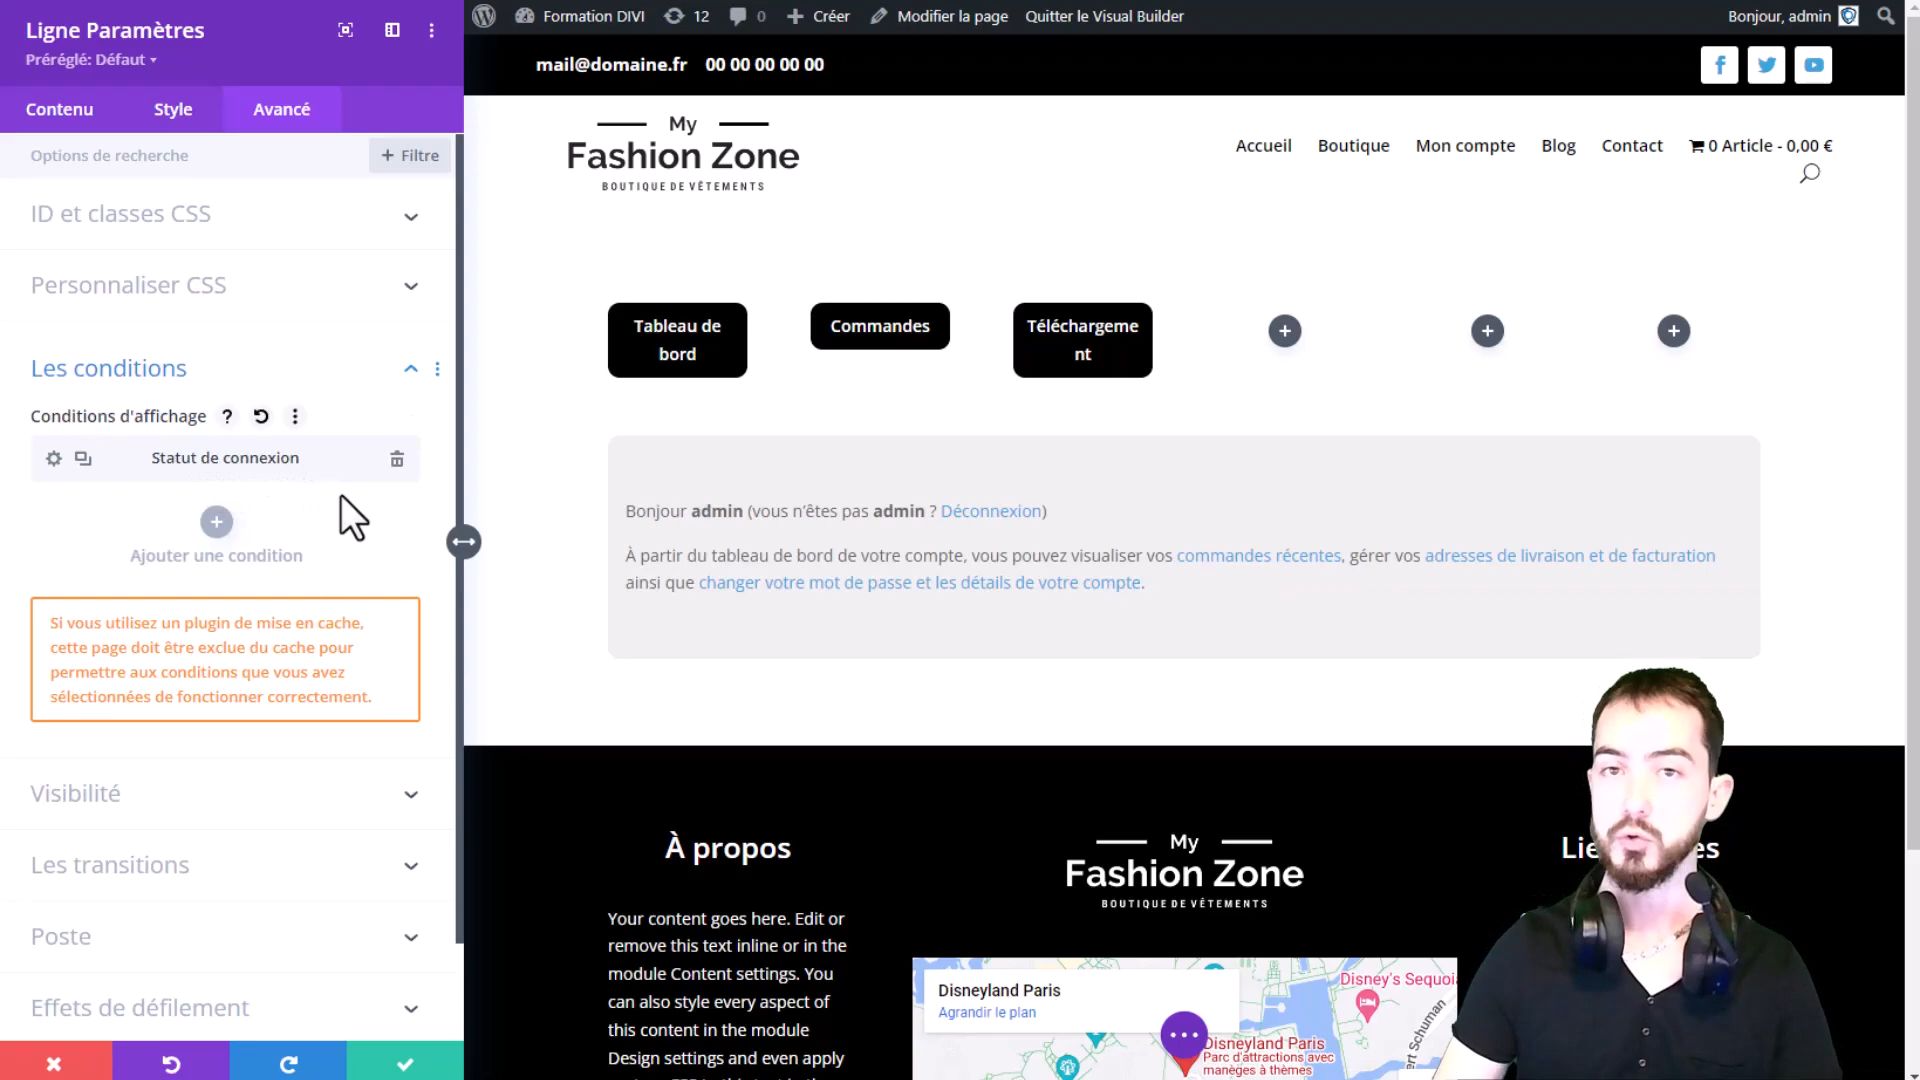 Ligne Paramètres
Préréglé: Défaut
Contenu
Style
Avancé
Options de recherche
+ Filtre
ID et classes CSS
Personnaliser CSS
Les conditions
Conditions d'affichage
Statut de connexion
Ajouter une condition
Si vous utilisez un plugin de mise en cache,
cette page doit être exclue du cache pour
permettre aux conditions que vous avez
sélectionnées de fonctionner correctement.
Visibilité
Les transitions
Poste
Effets de défilement
Formation DIVI
12
0
Créer
Modifier la page
Quitter le Visual Builder
Bonjour, admin
mail@domaine.fr
00 00 00 00 00
My
Fashion Zone
BOUTIQUE DE VÊTEMENTS
Accueil
Boutique
Mon compte
Blog
Contact
0 Article - 0,00 €
Tableau de
bord
Commandes
Téléchargeme
nt
Bonjour admin (vous n'êtes pas admin ? Déconnexion)
À partir du tableau de bord de votre compte, vous pouvez visualiser vos commandes récentes, gérer vos adresses de livraison et de facturation
ainsi que changer votre mot de passe et les détails de votre compte.
À propos
Your content goes here. Edit or
remove this text inline or in the
module Content settings. You
can also style every aspect of
this content in the module
Design settings and even apply
My
Fashion Zone
BOUTIQUE DE VÊTEMENTS
Disneyland Paris
Agrandir le plan
Disney's Sequoi
Schuman
Disneyland Paris
Parc d'attractions avec
manèges à thèmes